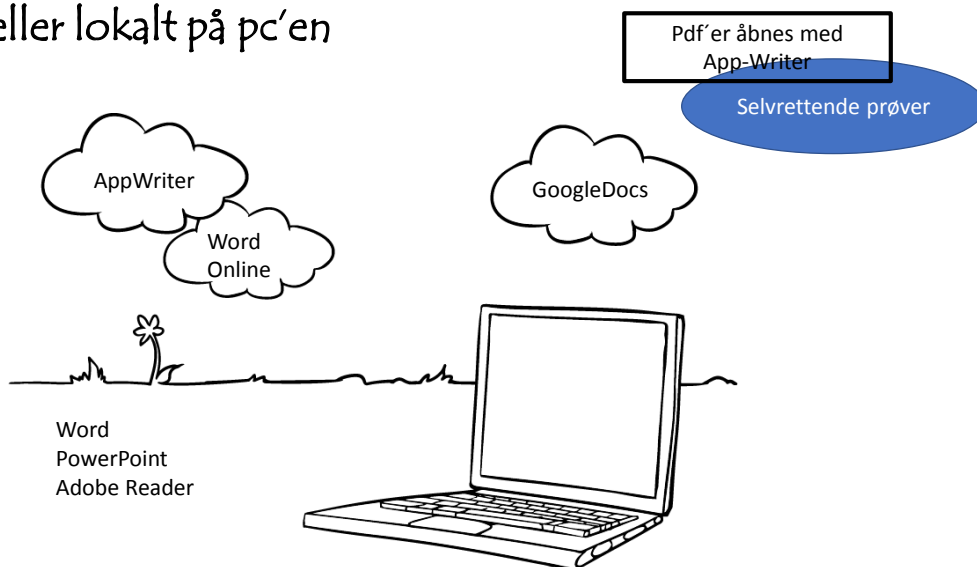 eller lokalt på pc’en
Pdf´er åbnes med
App-Writer
Selvrettende prøver
AppWriter
GoogleDocs
Word
Online
Word
PowerPoint
Adobe Reader